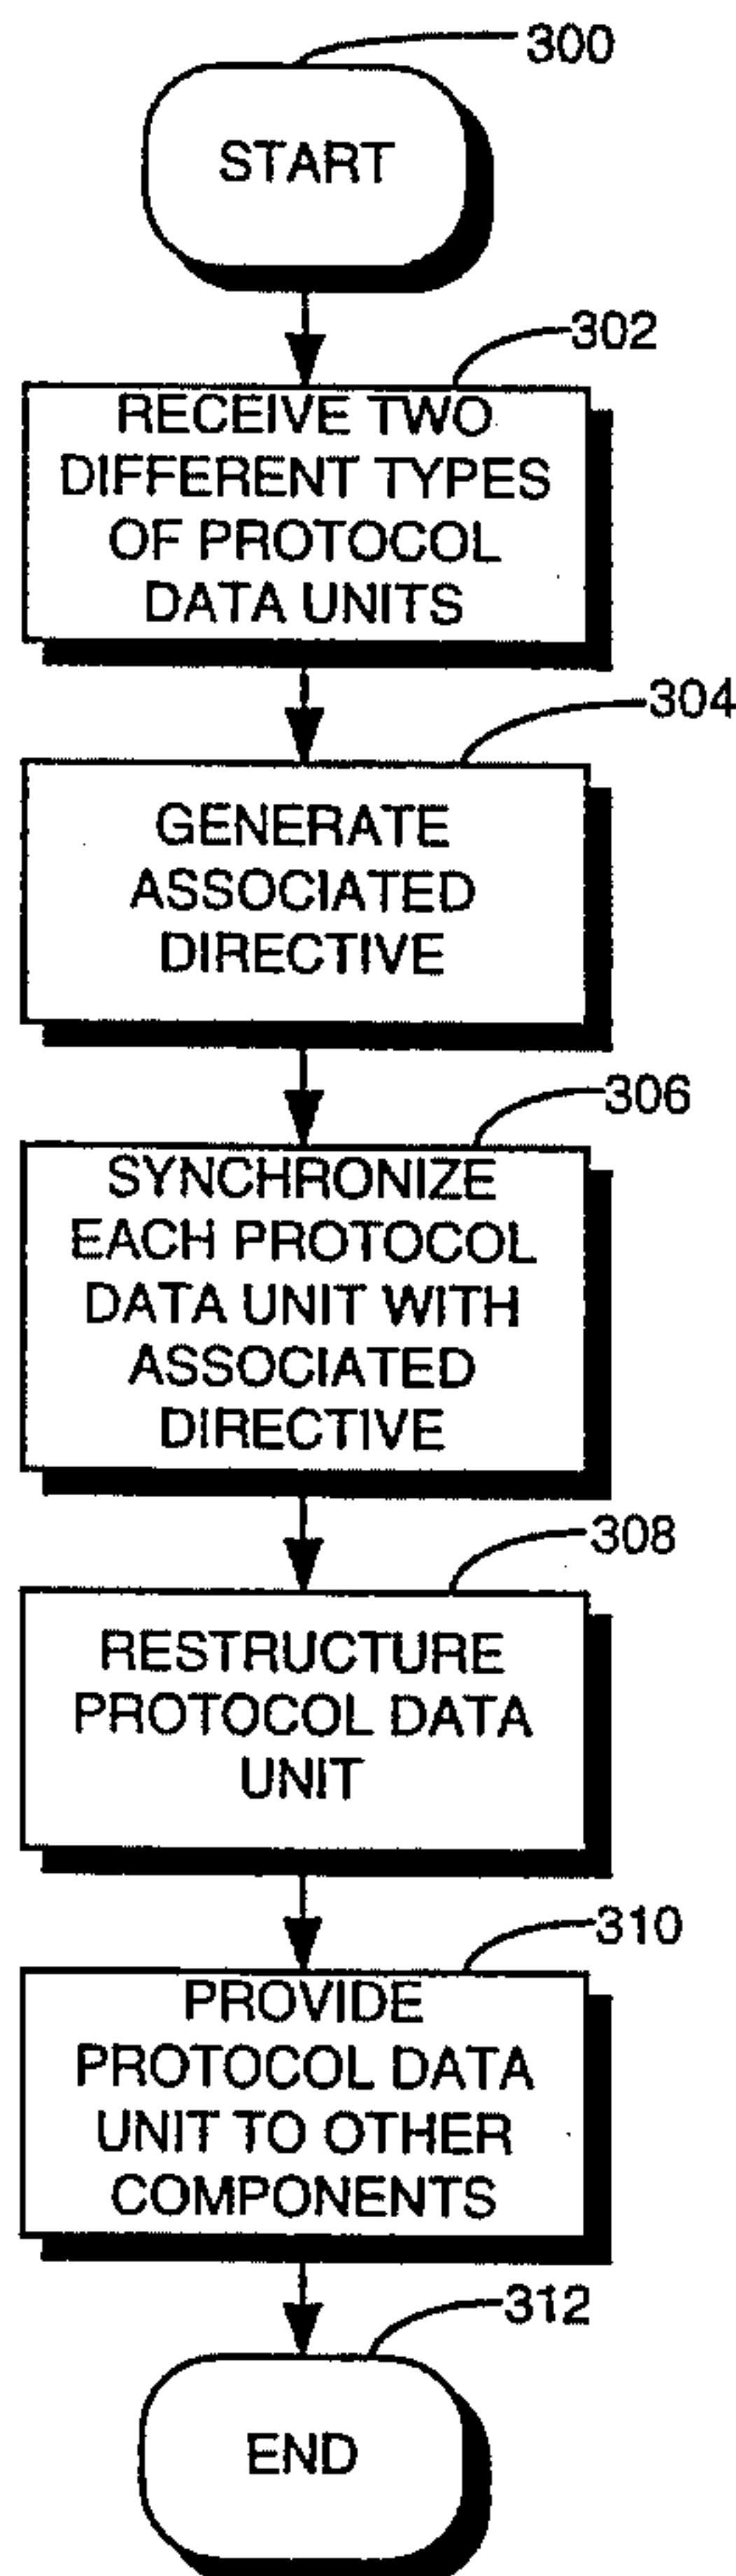 300
START
302
RECEIVE TWO
DIFFERENT TYPES
OF PROTOCOL
DATA UNITS
304
GENERATE
ASSOCIATED
DIRECTIVE
306
SYNCHRONIZE
EACH PROTOCOL
DATA UNIT WITH
ASSOCIATED
DIRECTIVE
308
RESTRUCTURE
PROTOCOL DATA
UNIT
310
PROVIDE
PROTOCOL DATA
UNIT TO OTHER
COMPONENTS
312
END